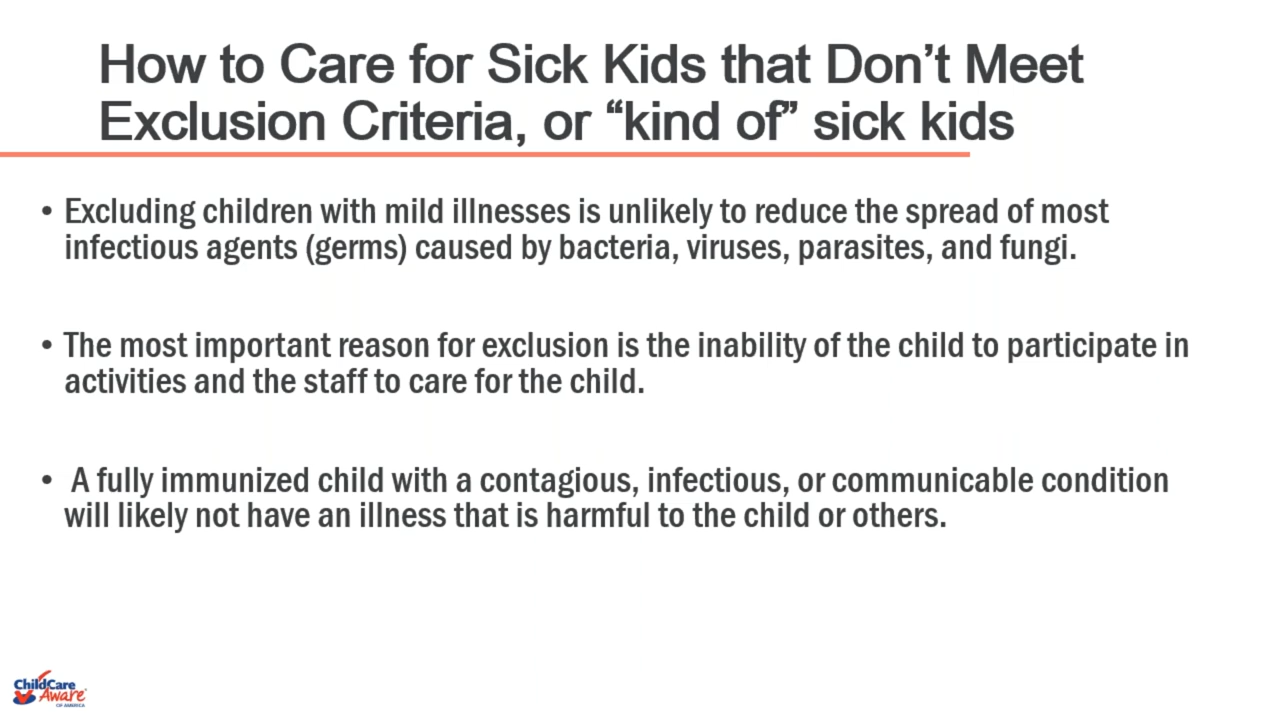 How to Care for Sick Kids that Don’t Meet
Exclusion Criteria, or “kind of” sick kids
• Excluding children with mild illnesses is unlikely to reduce the spread of most
infectious agents (germs) caused by bacteria, viruses, parasites, and fungi.
• The most important reason for exclusion is the inability of the child to participate in
activities and the staff to care for the child.
• A fully immunized child with a contagious, infectious, or communicable condition
will likely not have an illness that is harmful to the child or others.
ChildCare
Aware
OF AMERICA